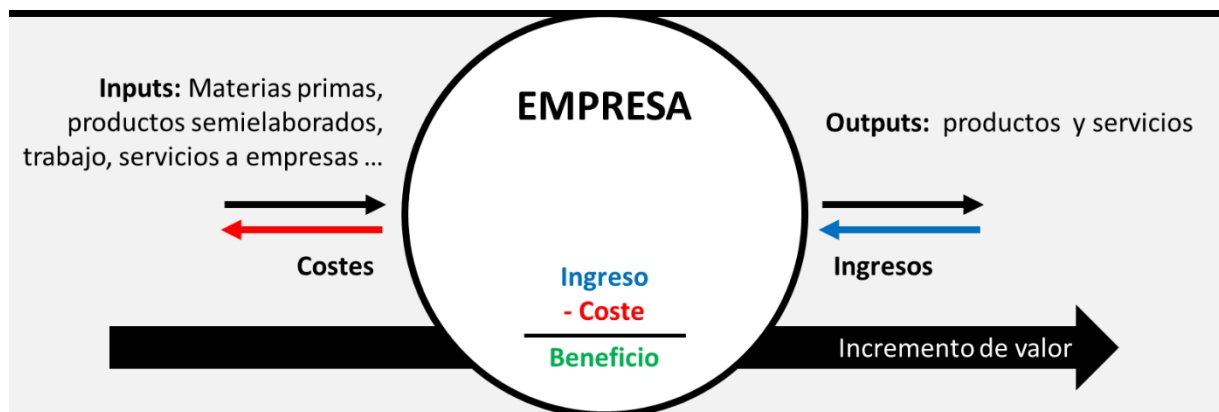 Inputs: Materias primas,
productos semielaborados,
trabajo, servicios a empresas ...
Costes
EMPRESA
Ingreso
- Coste
Beneficio
Outputs: productos y servicios
Ingresos
Incremento de valor